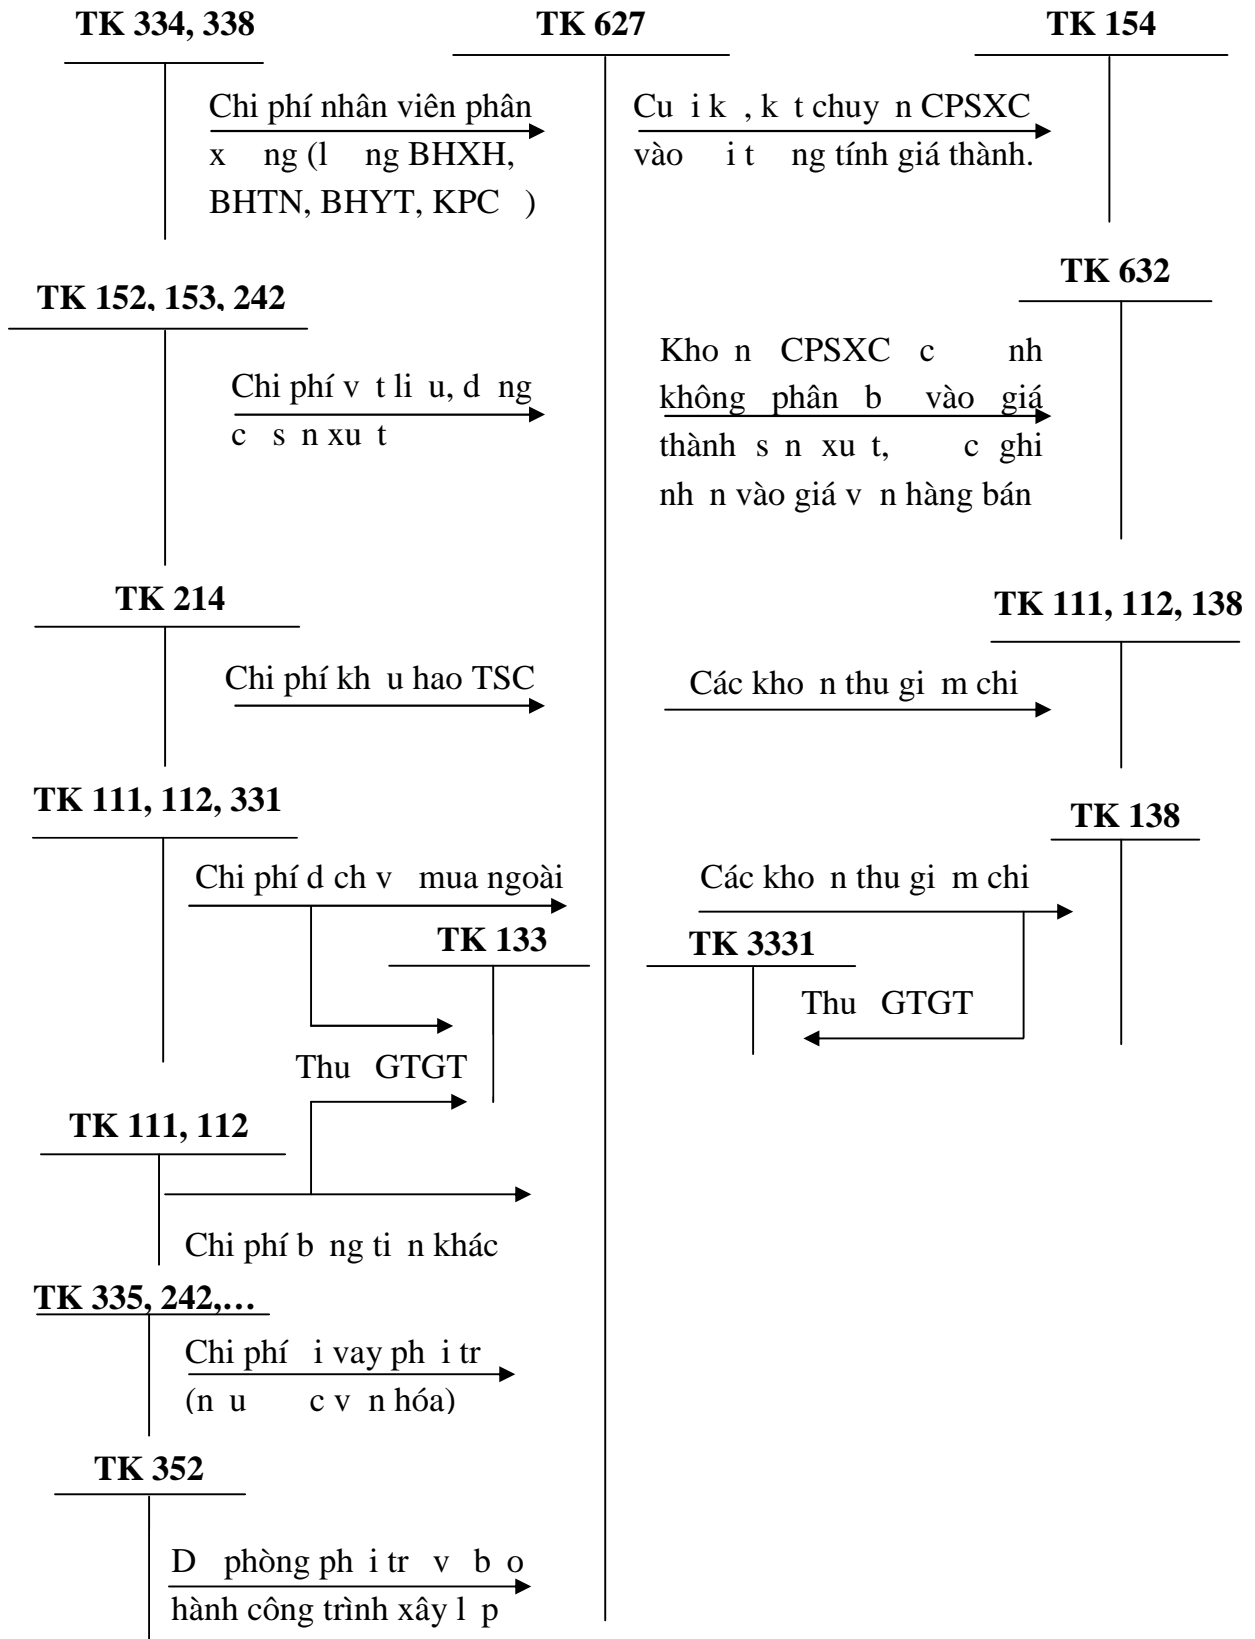 TK 334, 338
TK 627
TK 154
Chi phí nhân viên phân
x ng (l ng BHXH,
BHTN, BHYT, KPC )
Cu i k , k t chuy n CPSXC
vào i t ng tính giá thành.
TK 152, 153, 242
TK 632
Chi phí v t li u, d ng
c s n xu t
Kho n CPSXC c nh
không phân b vào giá
thành s n xu t, c ghi
nh n vào giá v n hàng bán
TK 214
TK 111, 112, 138
Chi phí kh u hao TSC
Các kho n thu gi m chi
TK 111, 112, 331
TK 138
Chi phí d ch v mua ngoài
Các kho n thu gi m chi
TK 133
TK 3331
Thu GTGT
Thu GTGT
TK 111, 112
Chi phí b ng ti n khác
TK 335, 242,…
Chi phí i vay ph i tr
(n u c v n hóa)
TK 352
D phòng ph i tr v b o
hành công trình xây l p